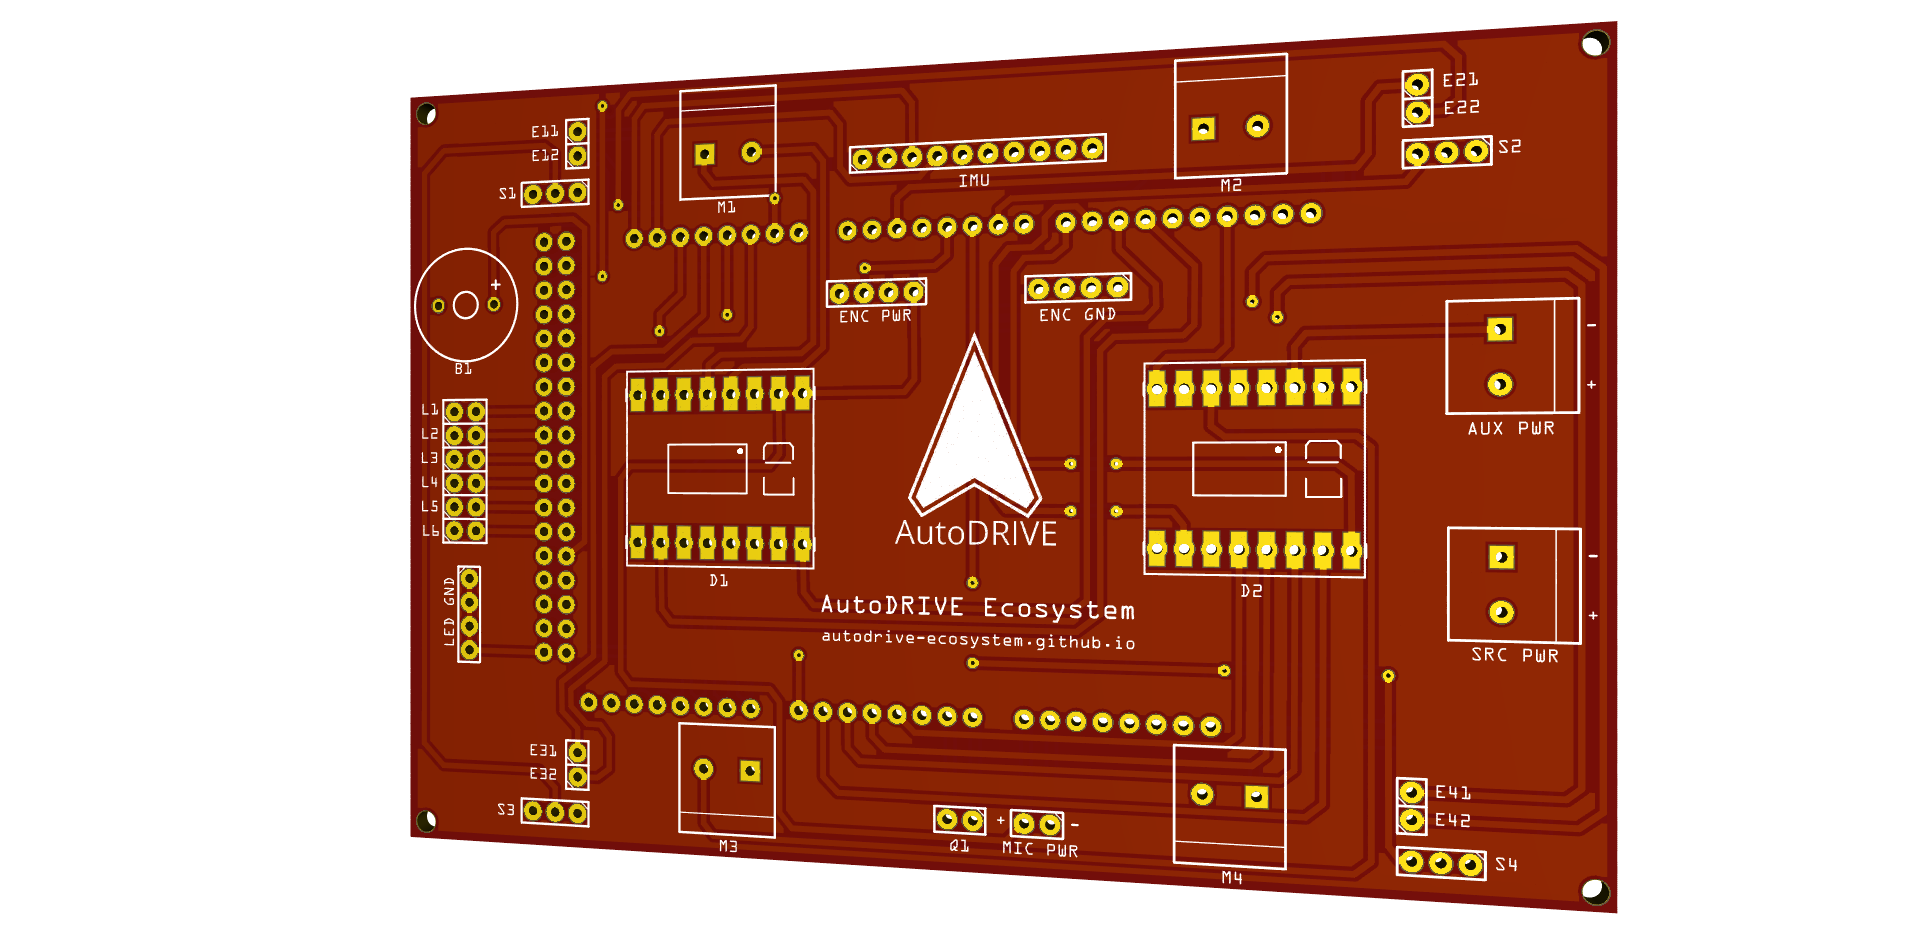 E21
E22
E11
E12
S2
IMU
M2
S1
M1
ENC PWR
ENC GND
+
B1
-
+
AUX PWR
L1
L2
L3
L4
L5
L6
AutoDRIVE
D1
D2
LED GND
AutoDRIVE Ecosystem
autodrive-ecosystem.github.io
-
+
SRC PWR
E31
E32
S3
M3
Q1
+
-
MIC PWR
M4
E41
E42
S4